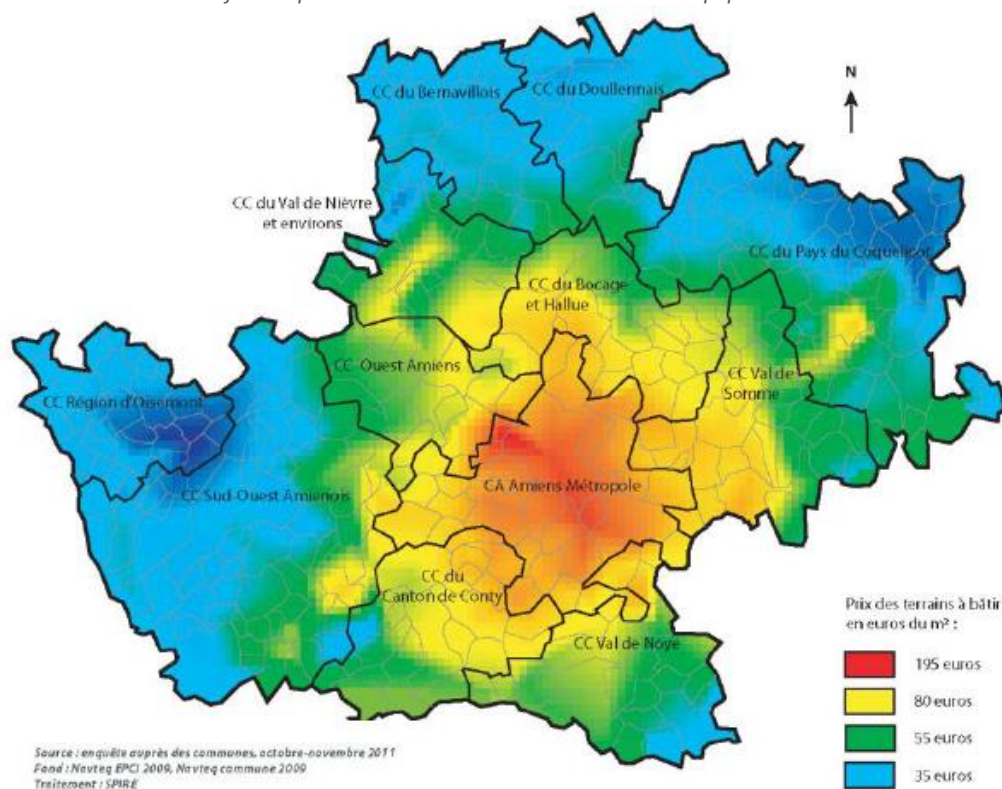 CC du Bernavillois
CC du Doullennais
N
CC du Val de Nièvre
et environs
CC du Pays du Coquelicot
CC du Bocage
et Hallue
CC Ouest Amiens
CC Val de
Somme
CC Région d'Oisemont
CC Sud-Ouest Amienois
CA Amiens Métropole
CC du
Canton de Conty
CC Val de Noye
Prix des terrains à bâtir
en euros du m² :
195 euros
80 euros
55 euros
35 euros
Source : enquête auprès des communes, octobre-novembre 2011
Fond : Navteq EPCI 2009, Navteq commune 2009
Traitement : SPIRE